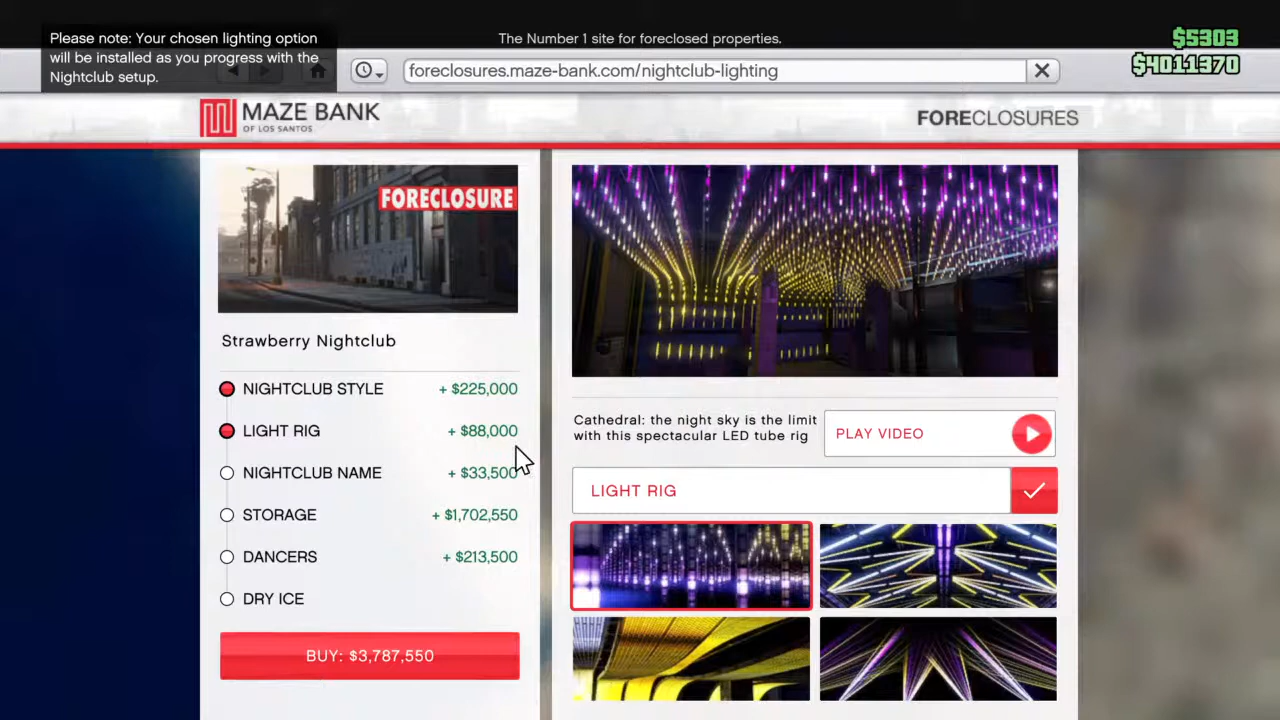 Please note: Your chosen lighting option
will be installed as you progress with the
Nightclub setup.
The Number 1 site for foreclosed properties.
$5303
$4011370
foreclosures.maze-bank.com/nightclub-lighting
MAZE BANK
OF LOS SANTOS
FORECLOSURES
FORECLOSURE
Strawberry Nightclub
NIGHTCLUB STYLE + $225,000
LIGHT RIG + $88,000
NIGHTCLUB NAME + $33,500
STORAGE + $1,702,550
DANCERS + $213,500
DRY ICE
BUY: $3,787,550
Cathedral: the night sky is the limit
with this spectacular LED tube rig
PLAY VIDEO
LIGHT RIG